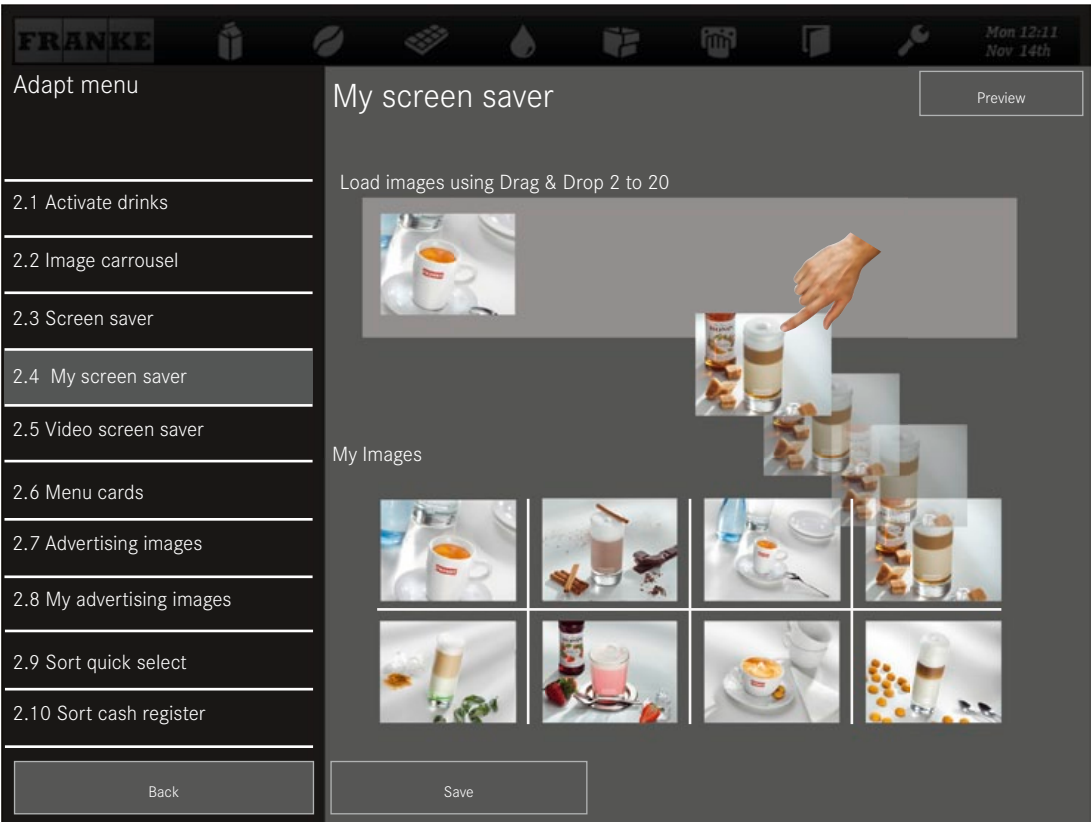 FRANKE
Mon 12:11
Nov 14th
Adapt menu
My screen saver
Preview
Load images using Drag & Drop 2 to 20
2.1 Activate drinks
2.2 Image carrousel
2.3 Screen saver
2.4 My screen saver
2.5 Video screen saver
My Images
2.6 Menu cards
2.7 Advertising images
2.8 My advertising images
2.9 Sort quick select
2.10 Sort cash register
Back
Save